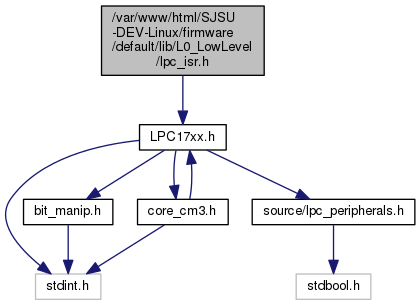 /var/www/html/SJSU
-DEV-Linux/firmware
/default/lib/L0_LowLevel
/lpc_isr.h
LPC17xx.h
bit_manip.h
core_cm3.h
source/lpc_peripherals.h
stdint.h
stdbool.h